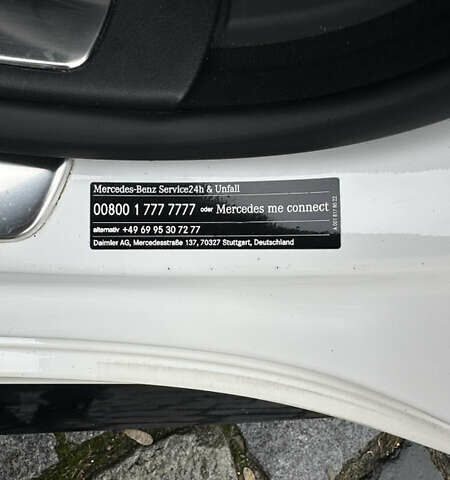 Mercedes-Benz Service24h & Unfall
00800 1 777 7777 oder Mercedes me connect
alternativ +49 69 95 30 72 77
Daimler AG, Mercedesstraße 137, 70327 Stuttgart, Deutschland